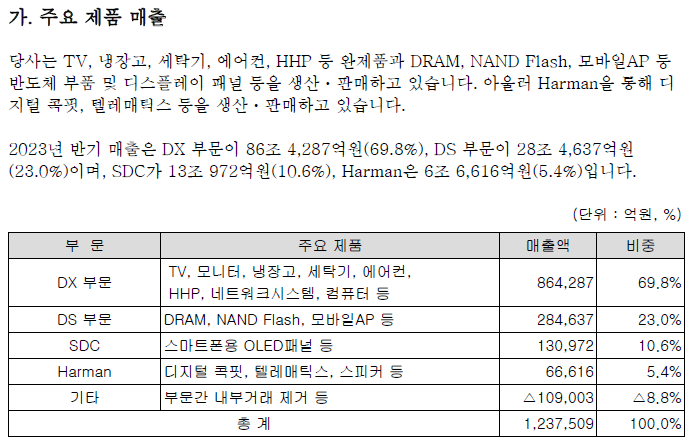 가. 주요 제품 매출
당사는 TV, 냉장고, 세탁기, 에어컨, HHP 등 완제품과 DRAM, NAND Flash, 모바일AP 등
반도체 부품 및 디스플레이 패널 등을 생산・판매하고 있습니다. 아울러 Harman을 통해 디
지털 콕핏, 텔레매틱스 등을 생산・판매하고 있습니다.
2023년 반기 매출은 DX 부문이 86조 4,287억원(69.8%), DS 부문이 28조 4,637억원
(23.0%)이며, SDC가 13조 972억원(10.6%), Harman은 6조 6,616억원(5.4%)입니다.
(단위 : 억원, %)
부 문 주요 제품 매출액 비중
DX 부문 TV, 모니터, 냉장고, 세탁기, 에어컨, 864,287 69.8%
HHP, 네트워크시스템, 컴퓨터 등
DS 부문 DRAM, NAND Flash, 모바일AP 등 284,637 23.0%
SDC 스마트폰용 OLED패널 등 130,972 10.6%
Harman 디지털 콕핏, 텔레매틱스, 스피커 등 66,616 5.4%
기타 부문간 내부거래 제거 등 △109,003 △8.8%
총 계 1,237,509 100.0%